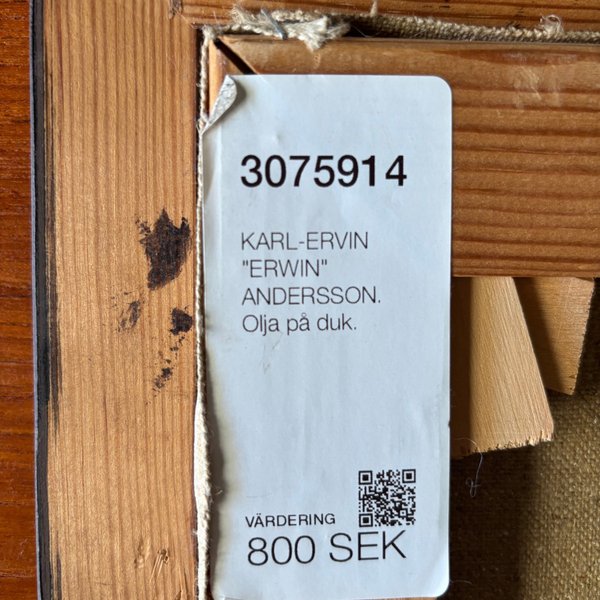 3075914
KARL-ERVIN
"ERWIN"
ANDERSSON.
Olja på duk.
VÄRDERING
800 SEK